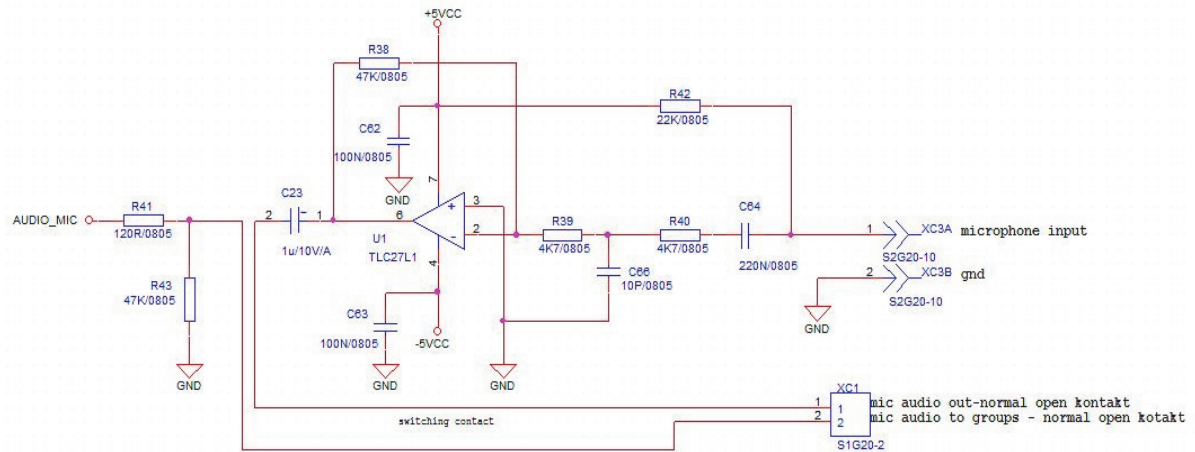 +5VCC
R38
47K/0805
R42
22K/0805
C62
100N/0805
GND
7
C23
2
1
1u/10V/A
6
+
-
3
2
U1
TLC27L1
4
AUDIO_MIC
R41
120R/0805
R43
47K/0805
GND
R39
4K7/0805
R40
4K7/0805
C64
220N/0805
C66
10P/0805
1
XC3A
microphone input
S2G20-10
2
XC3B
gnd
S2G20-10
GND
C63
100N/0805
GND
-5VCC
GND
XC1
1
1
mic audio out-normal open kontakt
2
2
mic audio to groups - normal open kotakt
S1G20-2
switching contact